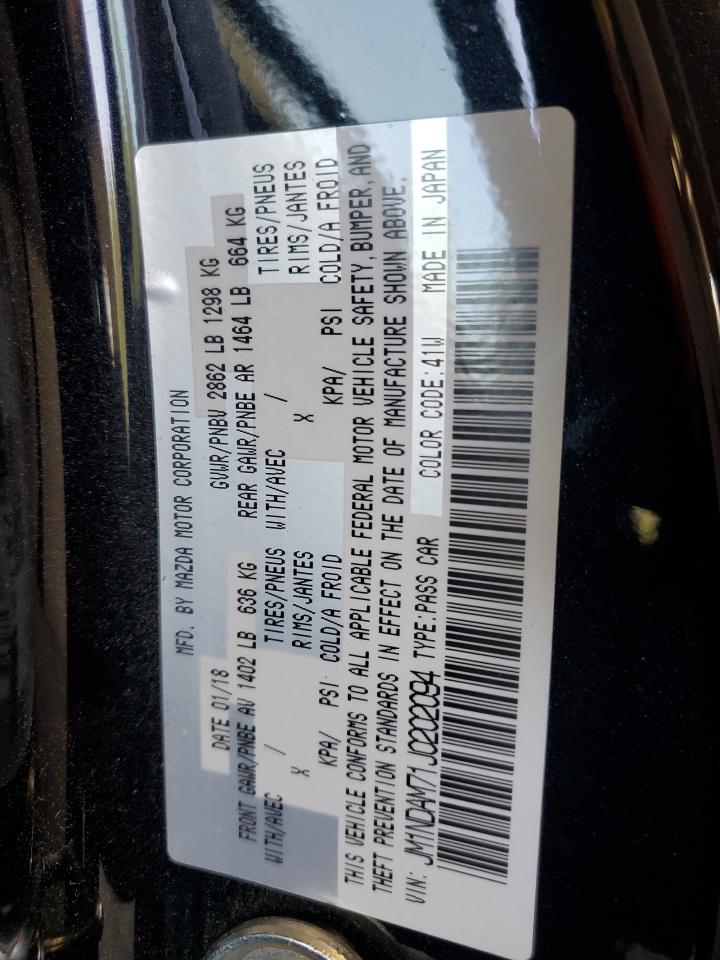 MFD. BY MAZDA MOTOR CORPORATION
DATE 01/18 GVWR/PNBV 2862 LB 1298 KG
FRONT GAWR/PNBE AV 1402 LB 636 KG REAR GAWR/PNBE AR 1464 LB 664 KG
WITH/AVEC / TIRES/PNEUS WITH/AVEC / TIRES/PNEUS
X RIMS/JANTES X RIMS/JANTES
KPA/ PSI COLD/A FROID KPA/ PSI COLD/A FROID
THIS VEHICLE CONFORMS TO ALL APPLICABLE FEDERAL MOTOR VEHICLE SAFETY, BUMPER, AND
THEFT PREVENTION STANDARDS IN EFFECT ON THE DATE OF MANUFACTURE SHOWN ABOVE.
VIN: JM1NDAM71J0202094 TYPE:PASS CAR COLOR CODE:41W MADE IN JAPAN